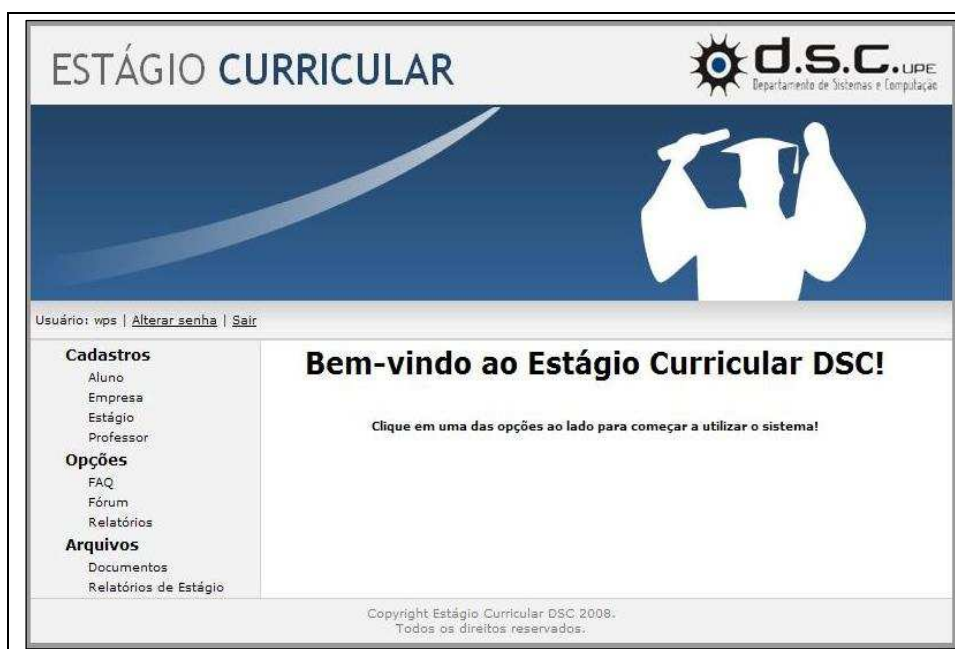 ESTÁGIO CURRICULAR
d.s.c.UPE
Departamento de Sistemas e Computação
Usuário: wps | Alterar senha | Sair
Cadastros
Aluno
Empresa
Estágio
Professor
Opções
FAQ
Fórum
Relatórios
Arquivos
Documentos
Relatórios de Estágio
Bem-vindo ao Estágio Curricular DSC!
Clique em uma das opções ao lado para começar a utilizar o sistema!
Copyright Estágio Curricular DSC 2008.
Todos os direitos reservados.